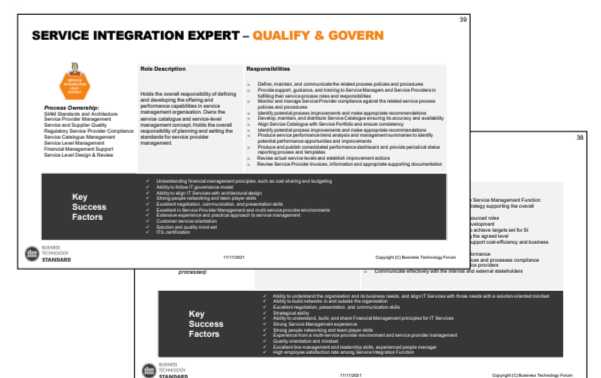 39
SERVICE INTEGRATION EXPERT – QUALIFY & GOVERN
SERVICE
INTEGRATION
EXPERT
Process Ownership:
SIAM Standards and Architecture
Service Provider Management
Service and Supplier Quality
Regulatory Service Provider Compliance
Service Catalogue Management
Service Level Management
Financial Management Support
Service Level Design & Review
Role Description
Holds the overall responsibility of defining
and developing the offering and
performance capabilities in service
management organisation. Owns the
service catalogue and service-level
management concept. Holds the overall
responsibility of planning and setting the
standards for service provider
management.
Responsibilities
Define, maintain, and communicate the related process policies and procedures
Provide support, guidance, and training to Service Managers and Service Providers in
fulfilling their service process roles and responsibilities
Monitor and manage Service Provider compliance against the related service process
policies and procedures
Identify potential process improvements and make appropriate recommendations
Develop, maintain, and distribute Service Catalogue ensuring its accuracy and availability
Align Service Catalogue with Service Portfolio and ensure consistency
Identify potential process improvements and make appropriate recommendations
Produce service performance trend analysis and management summaries to identify
potential performance opportunities and improvements
Produce and publish consolidated performance dashboard and provide periodical status
reporting process and templates
Review actual service levels and establish improvement actions
Review Service Provider invoices, information and appropriate supporting documentation
Key
Success
Factors
✓ Understanding financial management principles, such as cost sharing and budgeting
✓ Ability to follow IT governance model
✓ Ability to align IT Services with architectural design
✓ Strong people networking and team player skills
✓ Excellent negotiation, communication, and presentation skills
✓ Excellent in Service Provider Management and multi-service provider environments
✓ Extensive experience and practical approach to service management
✓ Customer service orientation
✓ Solution and quality mind-set
✓ ITIL certification
BUSINESS
TECHNOLOGY
STANDARD
11/11/2021
Copyright (C) Business Technology Forum
38
Service Management Function
strategy supporting the overall
sourced roles
velopment
s achieve targets set for SI
the agreed level
support cost-efficiency and business
formance
ices and processes compliance
ce providers
Communicate effectively with the internal and external stakeholders
processes)
Key
Success
Factors
✓ Ability to understand the organisation and its business needs, and align IT Services with those needs with a solution-oriented mindset
✓ Ability to build networks in and outside the organisation
✓ Excellent negotiation, presentation, and communication skills
✓ Strategical ability
✓ Ability to understand, build, and share Financial Management principles for IT Services
✓ Strong Service Management experience
✓ Strong people networking and team player skills
✓ Experience from a multi-service provider environment and service provider management
✓ Quality orientation and mindset
✓ Excellent line management and leadership skills, experienced people manager
✓ High employee satisfaction rate among Service Integration Function
BUSINESS
TECHNOLOGY
STANDARD
11/11/2021
Copyright (C) Business Technology Forum